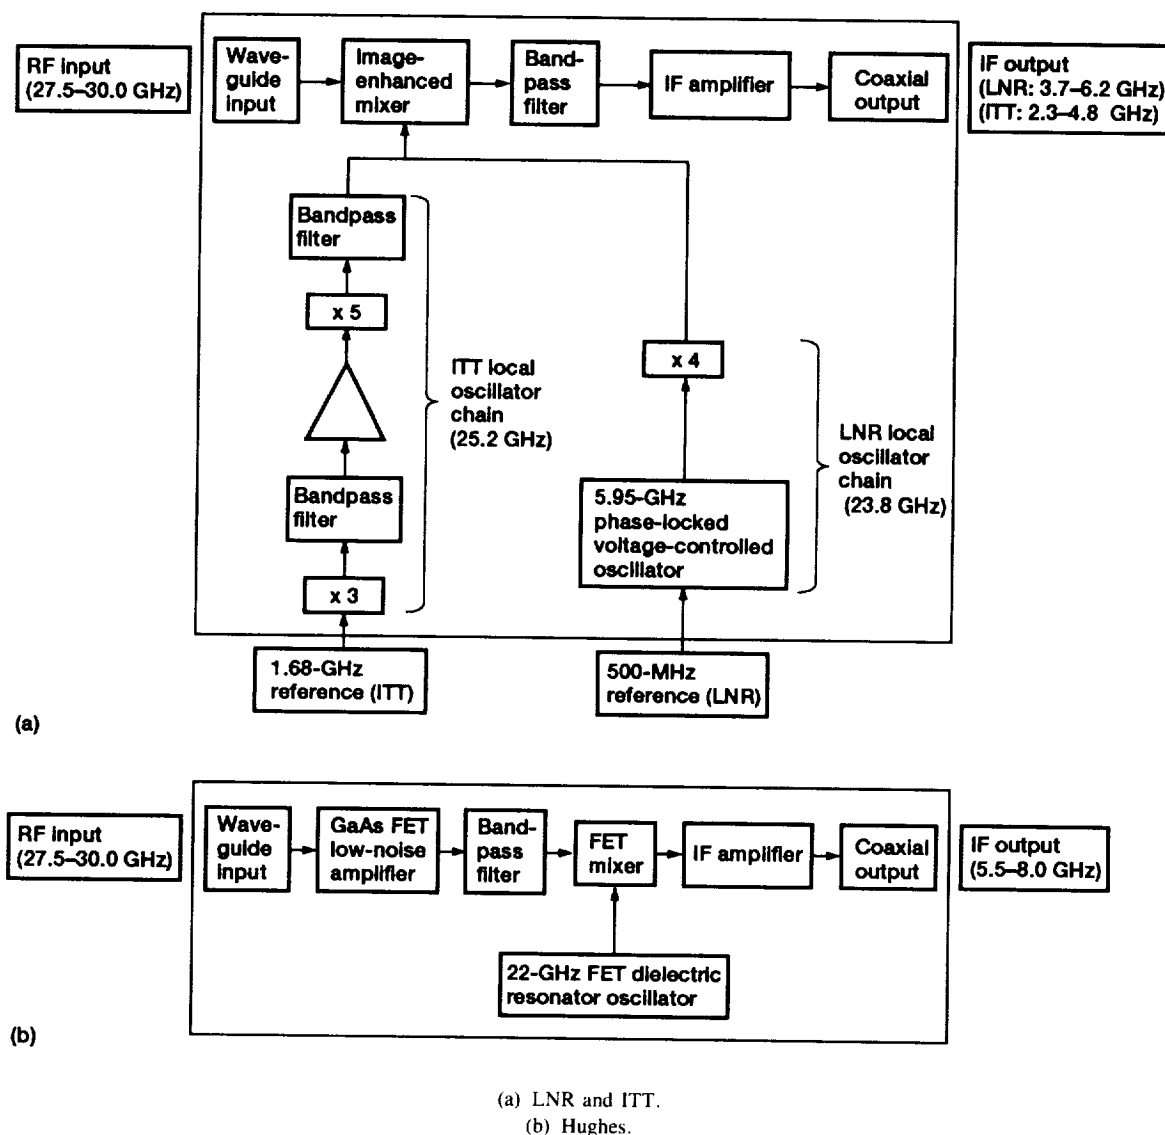 RF input
(27.5–30.0 GHz)
Wave-
guide
input
Image-
enhanced
mixer
Band-
pass
filter
IF amplifier
Coaxial
output
IF output
(LNR: 3.7–6.2 GHz)
(ITT: 2.3–4.8 GHz)
Bandpass
filter
x 5
ITT local
oscillator
chain
(25.2 GHz)
Bandpass
filter
x 3
1.68-GHz
reference (ITT)
x 4
5.95-GHz
phase-locked
voltage-controlled
oscillator
LNR local
oscillator
chain
(23.8 GHz)
500-MHz
reference (LNR)
(a)
RF input
(27.5–30.0 GHz)
Wave-
guide
input
GaAs FET
low-noise
amplifier
Band-
pass
filter
FET
mixer
IF amplifier
Coaxial
output
IF output
(5.5–8.0 GHz)
22-GHz FET dielectric
resonator oscillator
(b)
(a) LNR and ITT.
(b) Hughes.